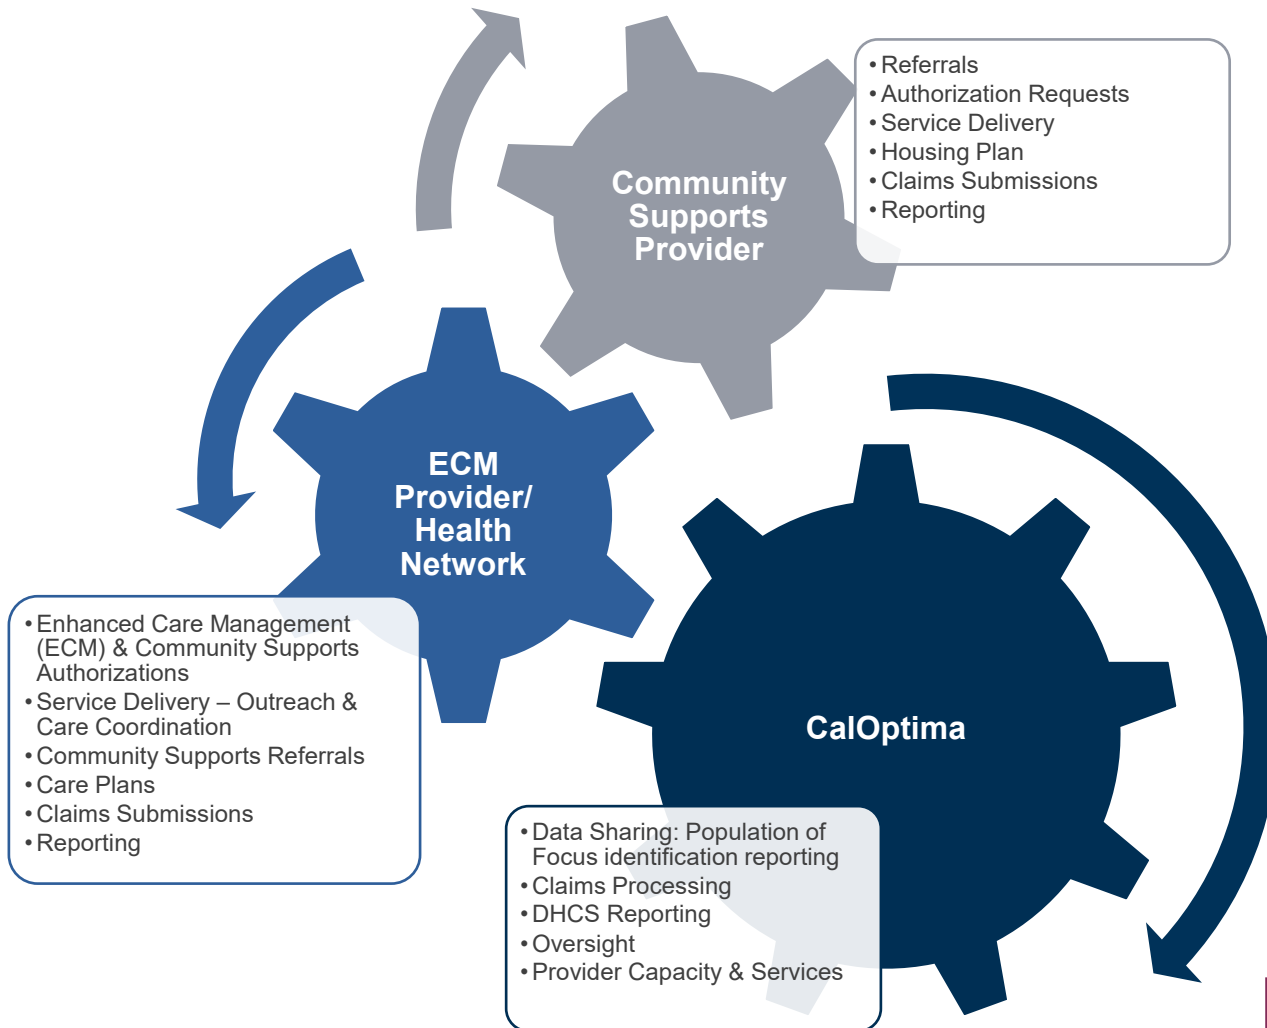 Community
Supports
Provider
• Referrals
• Authorization Requests
• Service Delivery
• Housing Plan
• Claims Submissions
• Reporting
ECM
Provider/
Health
Network
• Enhanced Care Management
(ECM) & Community Supports
Authorizations
• Service Delivery – Outreach &
Care Coordination
• Community Supports Referrals
• Care Plans
• Claims Submissions
• Reporting
CalOptima
• Data Sharing: Population of
Focus identification reporting
• Claims Processing
• DHCS Reporting
• Oversight
• Provider Capacity & Services